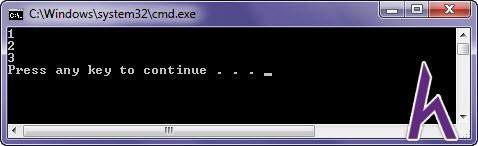 C:\Windows\system32\cmd.exe
1
2
3
Press any key to continue . . . _